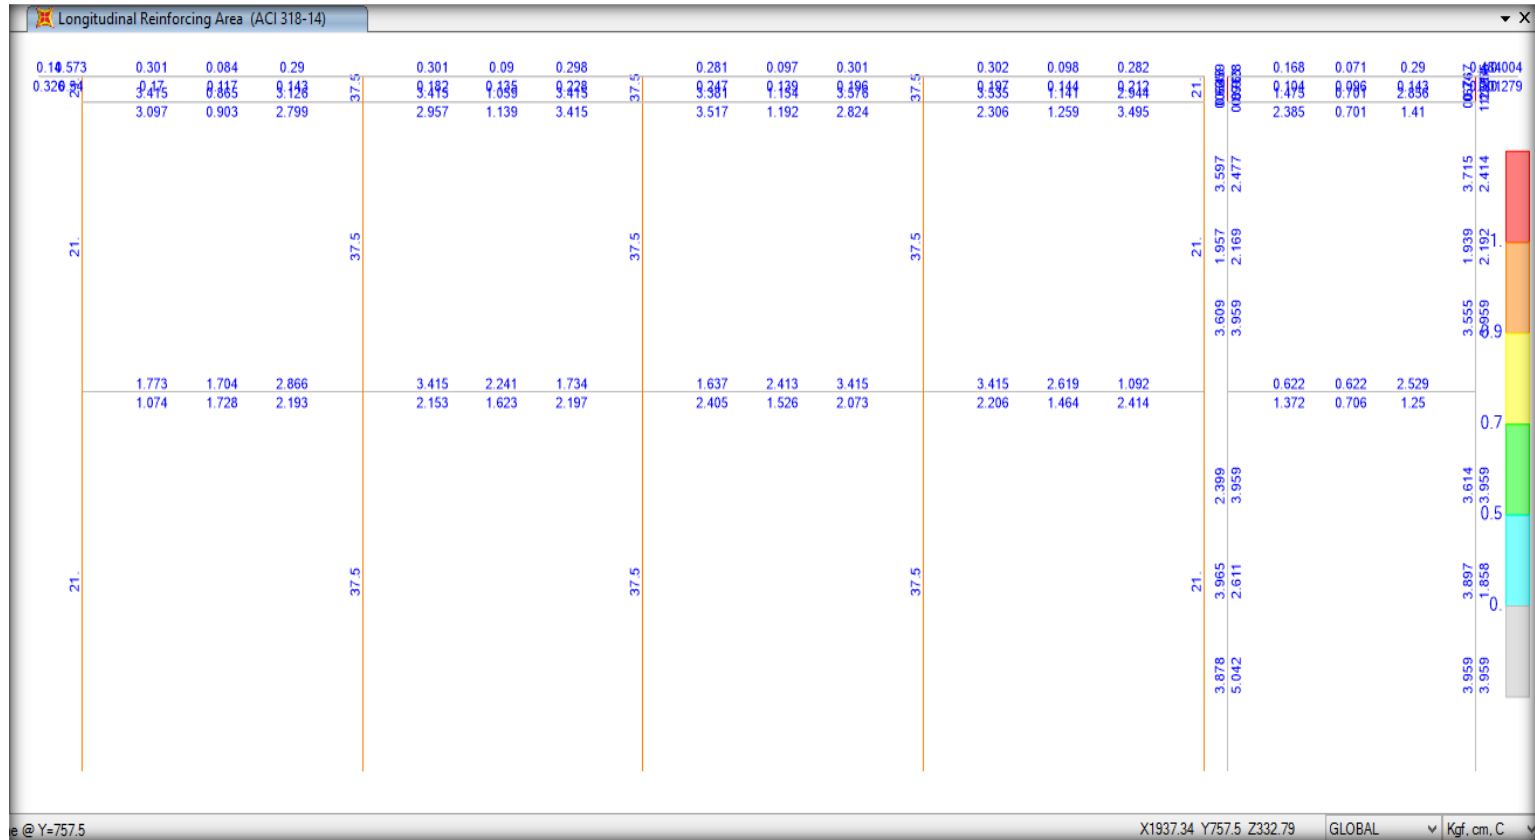 Longitudinal Reinforcing Area (ACI 318-14)
0.301 0.084 0.29 0.301 0.09 0.298 0.281 0.097 0.301 0.302 0.098 0.282 0.168 0.071 0.29
3.097 0.903 2.799 2.957 1.139 3.415 3.517 1.192 2.824 2.306 1.259 3.495 2.385 0.701 1.41
37.5 37.5 37.5 21.
3.597 2.477 3.715 2.414
21. 37.5 37.5 37.5 21. 1.957 2.169 1.939 2.192 1.
3.609 3.959 3.555
1.773 1.704 2.866 3.415 2.241 1.734 1.637 2.413 3.415 3.415 2.619 1.092 0.622 0.622 2.529
1.074 1.728 2.193 2.153 1.623 2.197 2.405 1.526 2.073 2.206 1.464 2.414 1.372 0.706 1.25
0.7
2.399 3.959 3.614 3.959
0.5
21. 37.5 37.5 37.5 21. 3.965 2.611 3.897 1.858
0.
3.878 5.042 3.959 3.959
e @ Y=757.5
X1937.34 Y757.5 Z332.79 GLOBAL Kgf, cm, C